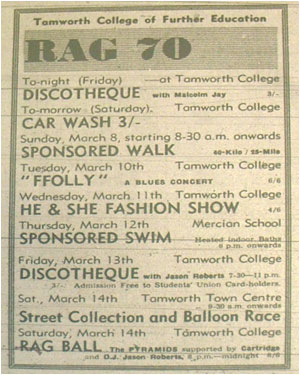 Tamworth College of Further Education
RAG 70
To-night (Friday) —at Tamworth College
DISCOTHEQUE with Malcolm Jay 3/-
To-morrow (Saturday). Tamworth College
CAR WASH 3/-
Sunday, March 8, starting 8-30 a.m. onwards
SPONSORED WALK 40-Kilo / 25-Mils
Tuesday, March 10th Tamworth College
"FFOLLY" A BLUES CONCERT 6/6
Wednesday, March 11th Tamworth College
HE & SHE FASHION SHOW 4/6
Thursday, March 12th Mercian School
SPONSORED SWIM Heated indoor Baths
6 p.m. onwards
Friday, March 13th Tamworth College
DISCOTHEQUE with Jason Roberts 7-30—11 p.m.
3/- Admission Free to Students' Union Card-holders.
Sat., March 14th Tamworth Town Centre
9-30 a.m. onwards
Street Collection and Balloon Race
Saturday, March 14th Tamworth College
RAG BALL The PYRAMIDS supported by Cartridge
and D.J. Jason Roberts, 8 p.m.—midnight 8/6